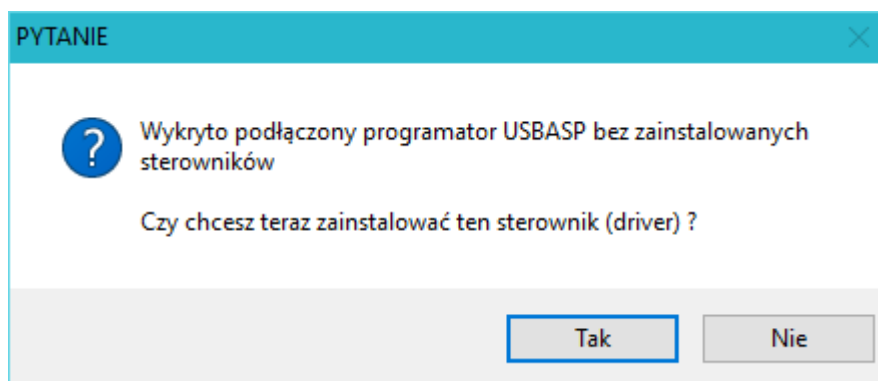 PYTANIE
Wykryto podłączony programator USBASP bez zainstalowanych
sterowników
Czy chcesz teraz zainstalować ten sterownik (driver) ?
Tak
Nie